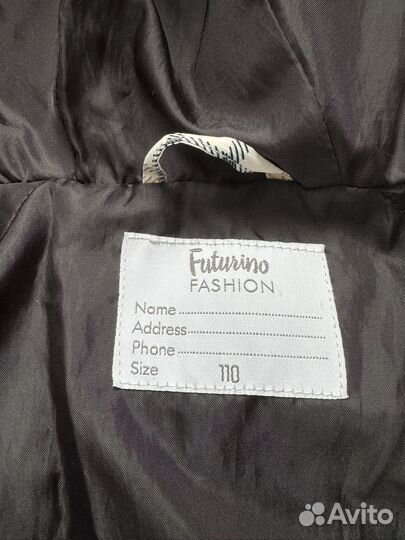 Futurino
FASHION
Name
Address
Phone
Size 110
Avito